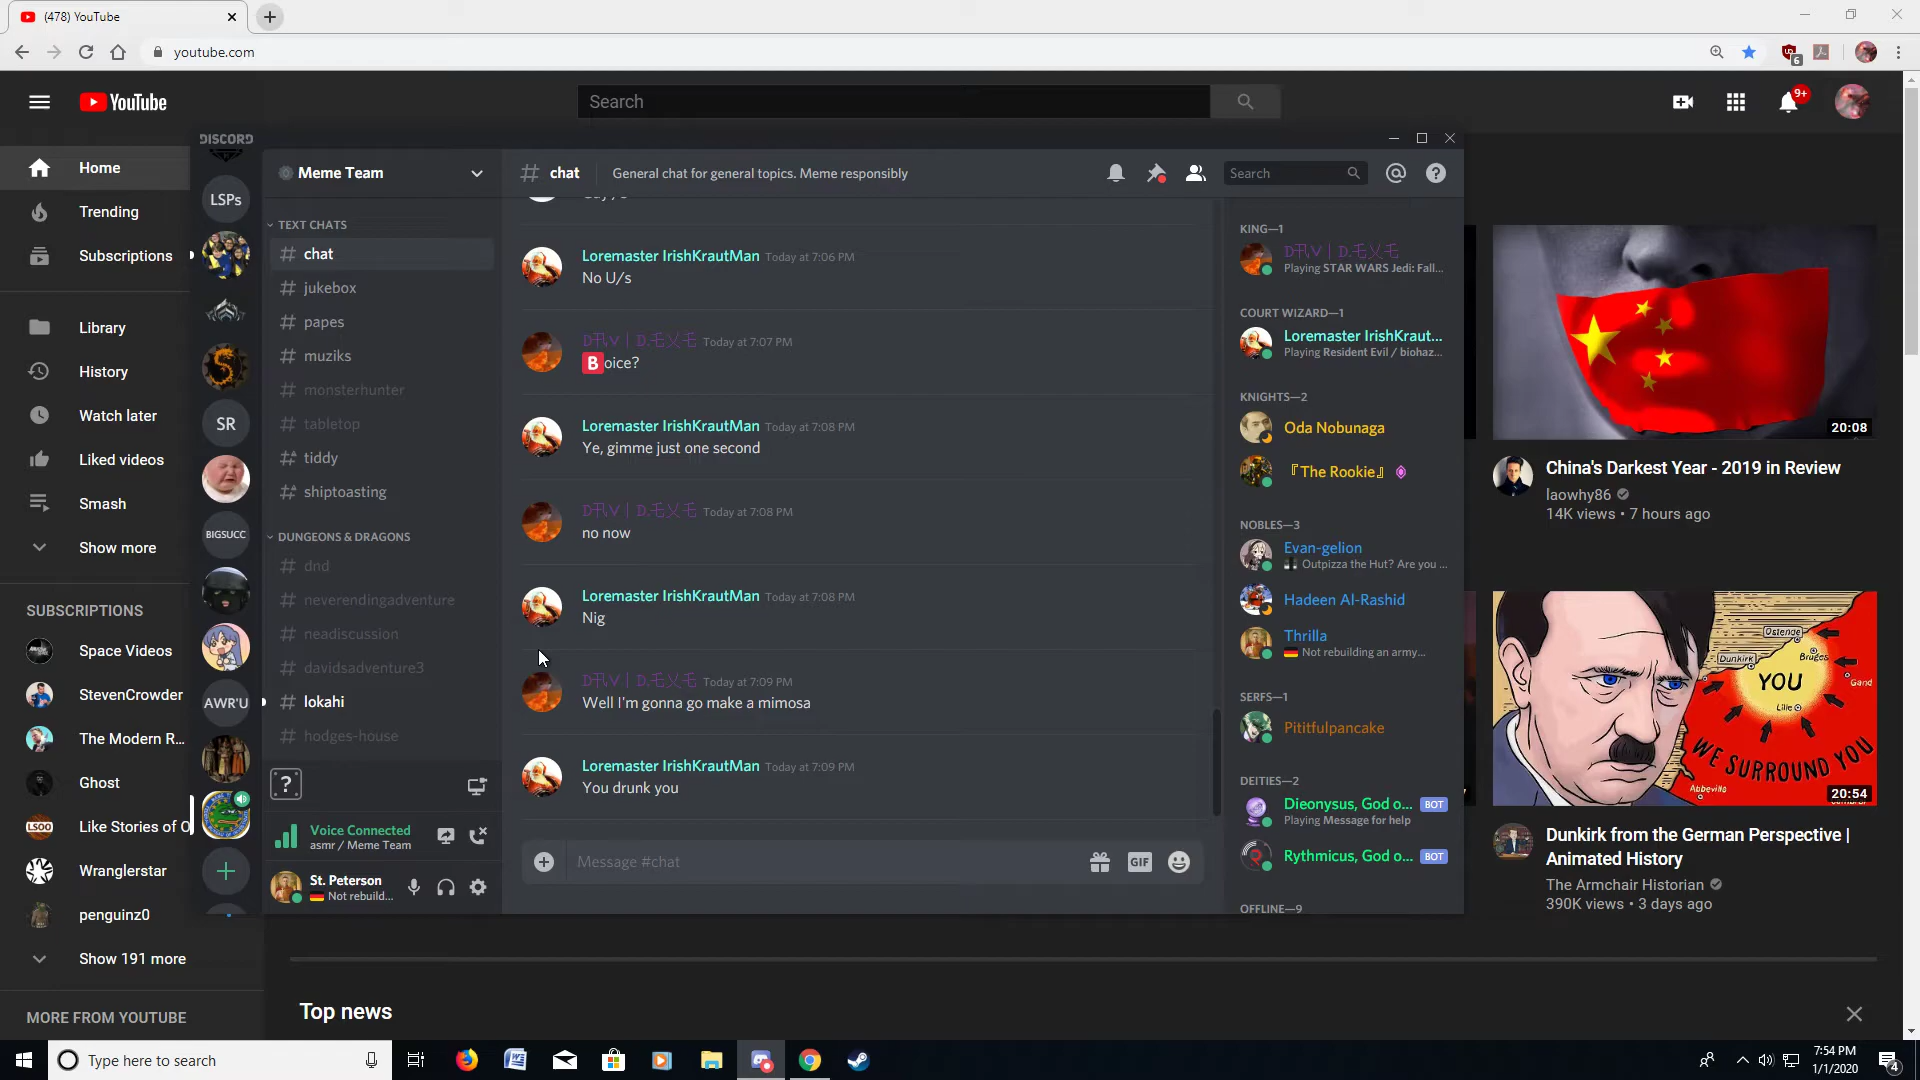 (478) YouTube
youtube.com
6
YouTube
Search
9+
Home
Trending
Subscriptions
Library
History
Watch later
Liked videos
Smash
Show more
SUBSCRIPTIONS
Space Videos
StevenCrowder
The Modern R...
Ghost
LSOO
Like Stories of O
Wranglerstar
penguinz0
Show 191 more
MORE FROM YOUTUBE
DISCORD
LSPs
SR
BIGSUCC
AWR'U
Meme Team
TEXT CHATS
# chat
# jukebox
# papes
# muziks
# monsterhunter
# tabletop
# tiddy
# shiptoasting
DUNGEONS & DRAGONS
# dnd
# neverendingadventure
# neadiscussion
# davidsadventure3
# lokahi
# hodges-house
?
Voice Connected
asmr / Meme Team
St. Peterson
Not rebuild...
# chat
General chat for general topics. Meme responsibly
Search
Loremaster IrishKrautMan Today at 7:06 PM
No U/s
Today at 7:07 PM
Boice?
Loremaster IrishKrautMan Today at 7:08 PM
Ye, gimme just one second
Today at 7:08 PM
no now
Loremaster IrishKrautMan Today at 7:08 PM
Nig
Today at 7:09 PM
Well I'm gonna go make a mimosa
Loremaster IrishKrautMan Today at 7:09 PM
You drunk you
Message #chat
GIF
KING—1
Playing STAR WARS Jedi: Fall...
COURT WIZARD—1
Loremaster IrishKraut...
Playing Resident Evil / biohaz...
KNIGHTS—2
Oda Nobunaga
『The Rookie』
NOBLES—3
Evan-gelion
Outpizza the Hut? Are you ...
Hadeen Al-Rashid
Thrilla
Not rebuilding an army...
SERFS—1
Pititfulpancake
DEITIES—2
Dieonysus, God o... BOT
Playing Message for help
Rythmicus, God o... BOT
OFFLINE—9
20:08
China's Darkest Year - 2019 in Review
laowhy86
14K views • 7 hours ago
Ostende
Dunkirk
Bruges
Gand
YOU
Lille
WE SURROUND YOU
Abbeville
20:54
Dunkirk from the German Perspective |
Animated History
The Armchair Historian
390K views • 3 days ago
Top news
Type here to search
7:54 PM
1/1/2020
4